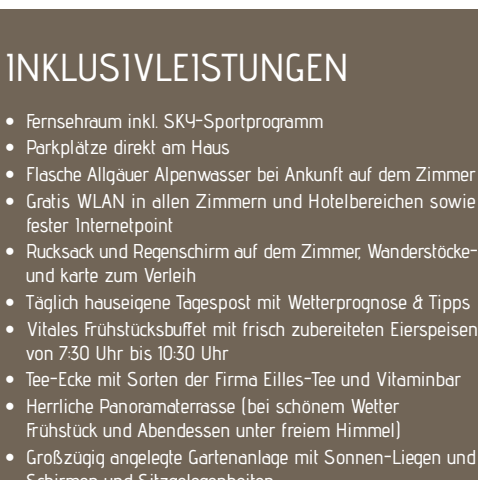 INKLUSIVLEISTUNGEN
• Fernsehraum inkl. SKY-Sportprogramm
• Parkplätze direkt am Haus
• Flasche Allgäuer Alpenwasser bei Ankunft auf dem Zimmer
• Gratis WLAN in allen Zimmern und Hotelbereichen sowie
fester Internetpoint
• Rucksack und Regenschirm auf dem Zimmer, Wanderstöcke-
und karte zum Verleih
• Täglich hauseigene Tagespost mit Wetterprognose & Tipps
• Vitales Frühstücksbuffet mit frisch zubereiteten Eierspeisen
von 7:30 Uhr bis 10:30 Uhr
• Tee-Ecke mit Sorten der Firma Eilles-Tee und Vitaminbar
• Herrliche Panoramaterrasse (bei schönem Wetter
Frühstück und Abendessen unter freiem Himmel)
• Großzügig angelegte Gartenanlage mit Sonnen-Liegen und
Schirmen und Sitzgelegenheiten